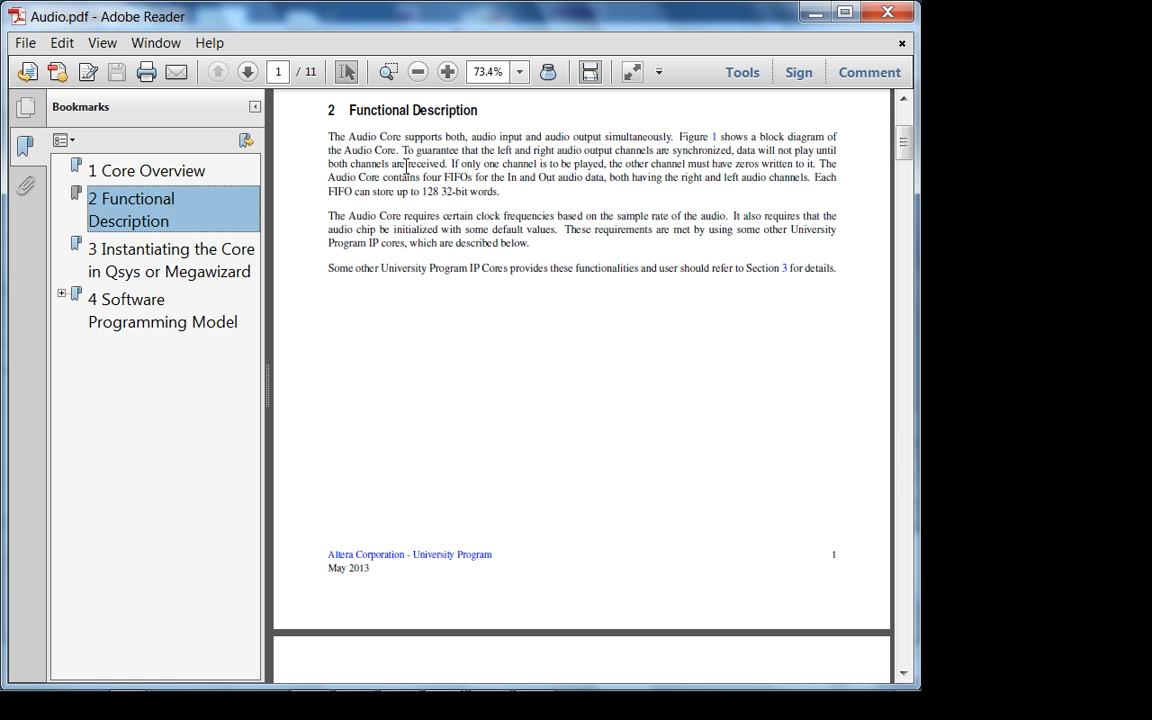 Audio.pdf - Adobe Reader
File Edit View Window Help
1 / 11 73.4% Tools Sign Comment
Bookmarks
1 Core Overview
2 Functional
Description
3 Instantiating the Core
in Qsys or Megawizard
4 Software
Programming Model
2 Functional Description
The Audio Core supports both, audio input and audio output simultaneously. Figure 1 shows a block diagram of
the Audio Core. To guarantee that the left and right audio output channels are synchronized, data will not play until
both channels are received. If only one channel is to be played, the other channel must have zeros written to it. The
Audio Core contains four FIFOs for the In and Out audio data, both having the right and left audio channels. Each
FIFO can store up to 128 32-bit words.
The Audio Core requires certain clock frequencies based on the sample rate of the audio. It also requires that the
audio chip be initialized with some default values. These requirements are met by using some other University
Program IP cores, which are described below.
Some other University Program IP Cores provides these functionalities and user should refer to Section 3 for details.
Altera Corporation - University Program 1
May 2013